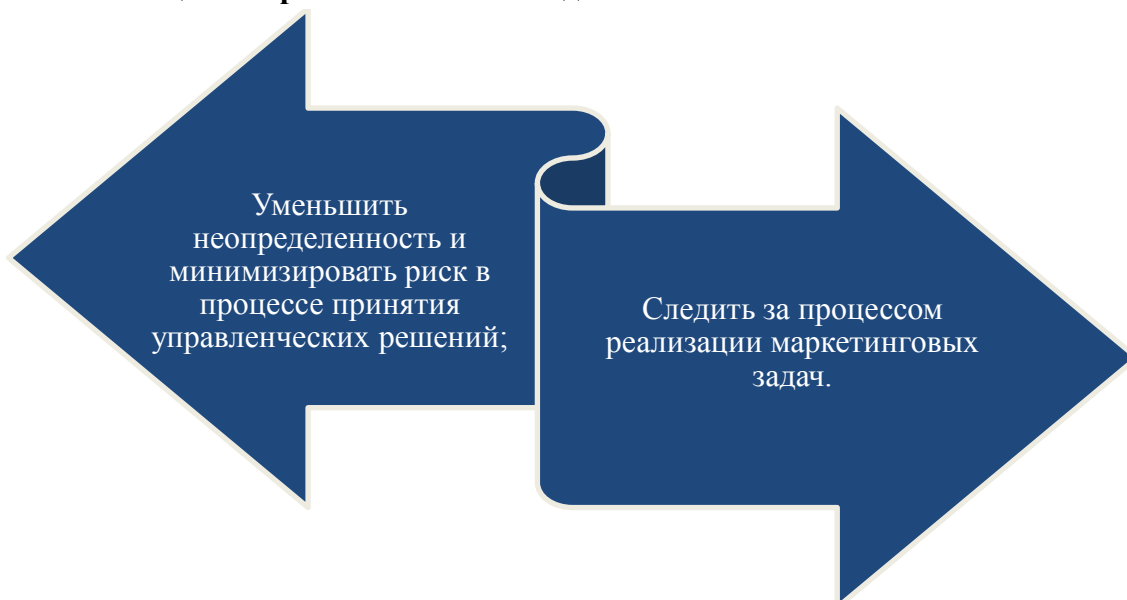 Уменьшить
неопределенность и
минимизировать риск в
процессе принятия
управленческих решений;
Следить за процессом
реализации маркетинговых
задач.